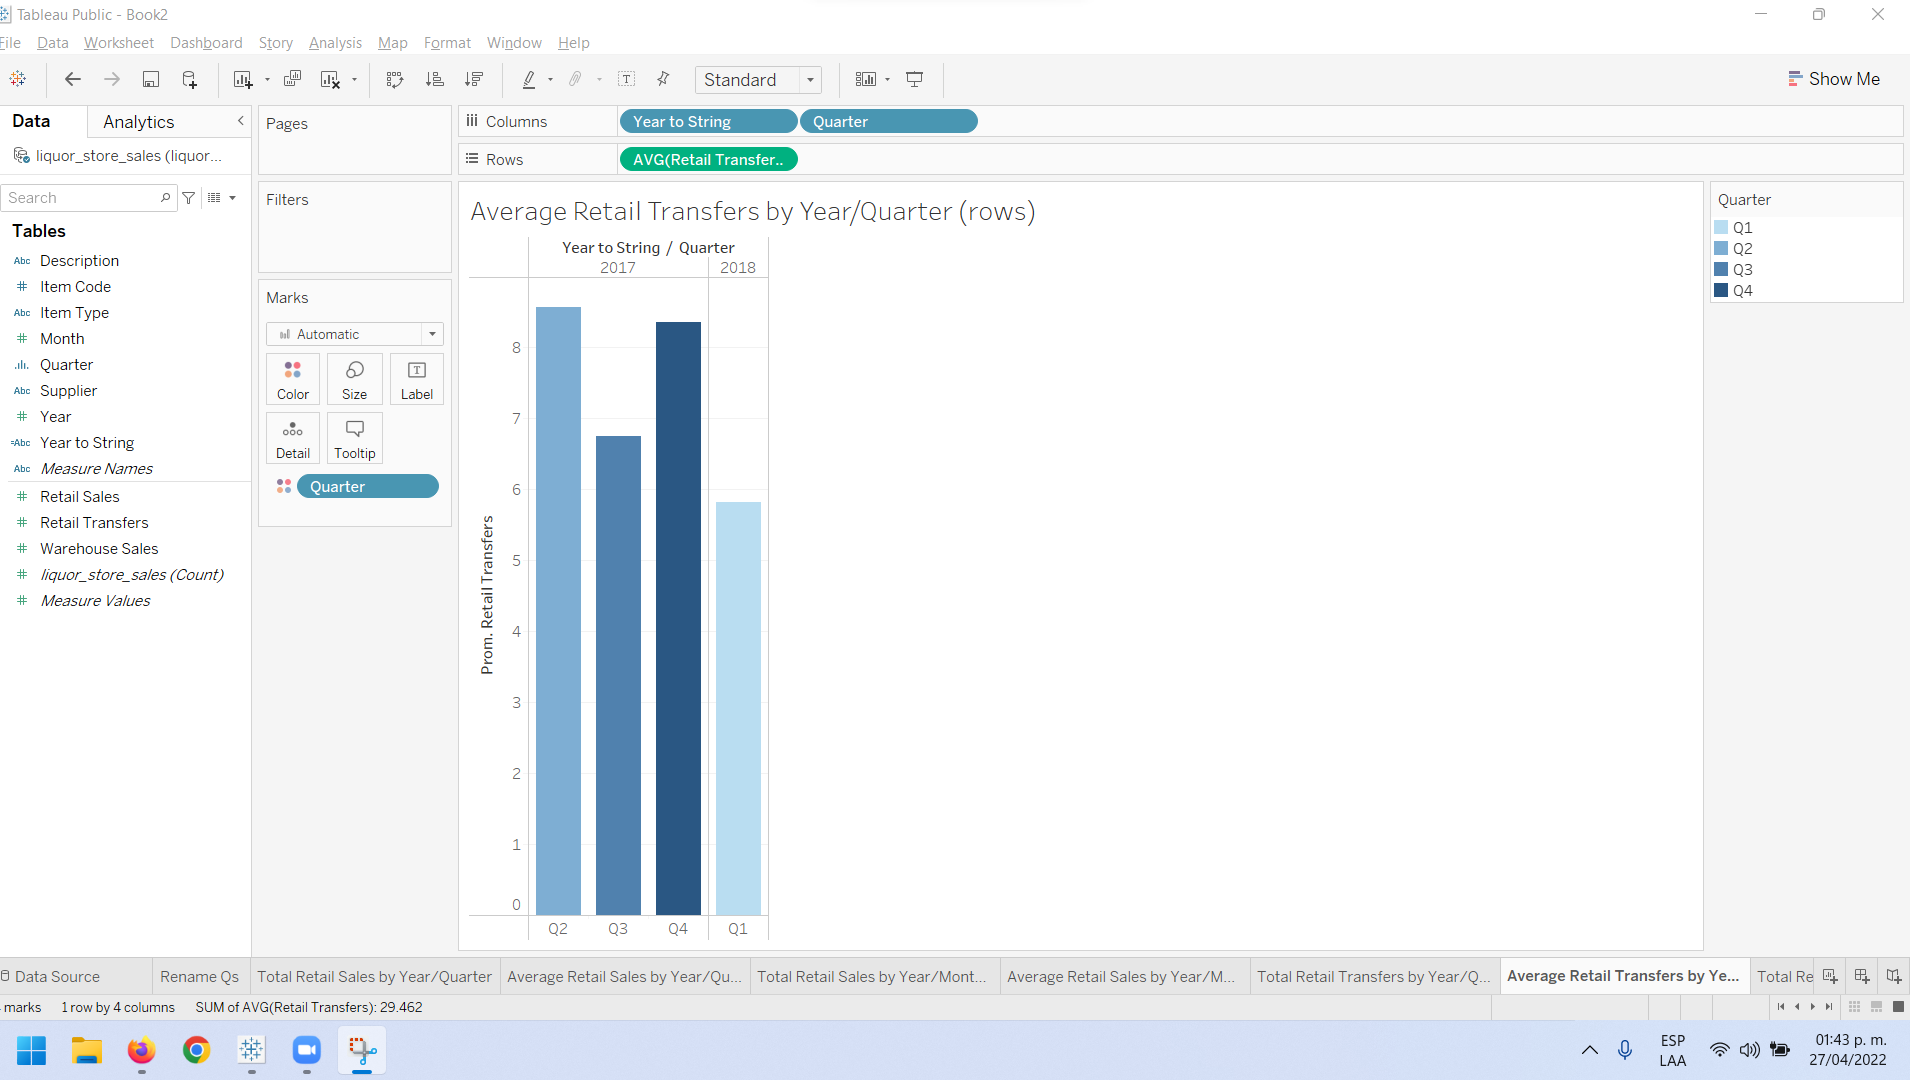 Tableau Public - Book2
File Data Worksheet Dashboard Story Analysis Map Format Window Help
Standard
Show Me
Data Analytics
liquor_store_sales (liquor...
Search
Tables
Abc Description
# Item Code
Abc Item Type
# Month
Quarter
Abc Supplier
# Year
=Abc Year to String
Abc Measure Names
# Retail Sales
# Retail Transfers
# Warehouse Sales
# liquor_store_sales (Count)
# Measure Values
Pages
Filters
Marks
Automatic
Color Size Label
Detail Tooltip
Quarter
Columns Year to String Quarter
Rows AVG(Retail Transfer..
Average Retail Transfers by Year/Quarter (rows)
Year to String / Quarter
2017 2018
Prom. Retail Transfers
8
7
6
5
4
3
2
1
0
Q2 Q3 Q4 Q1
Quarter
Q1
Q2
Q3
Q4
Data Source Rename Qs Total Retail Sales by Year/Quarter Average Retail Sales by Year/Qu... Total Retail Sales by Year/Mont... Average Retail Sales by Year/M... Total Retail Transfers by Year/Q... Average Retail Transfers by Ye... Total Re
marks 1 row by 4 columns SUM of AVG(Retail Transfers): 29.462
ESP
LAA
01:43 p. m.
27/04/2022